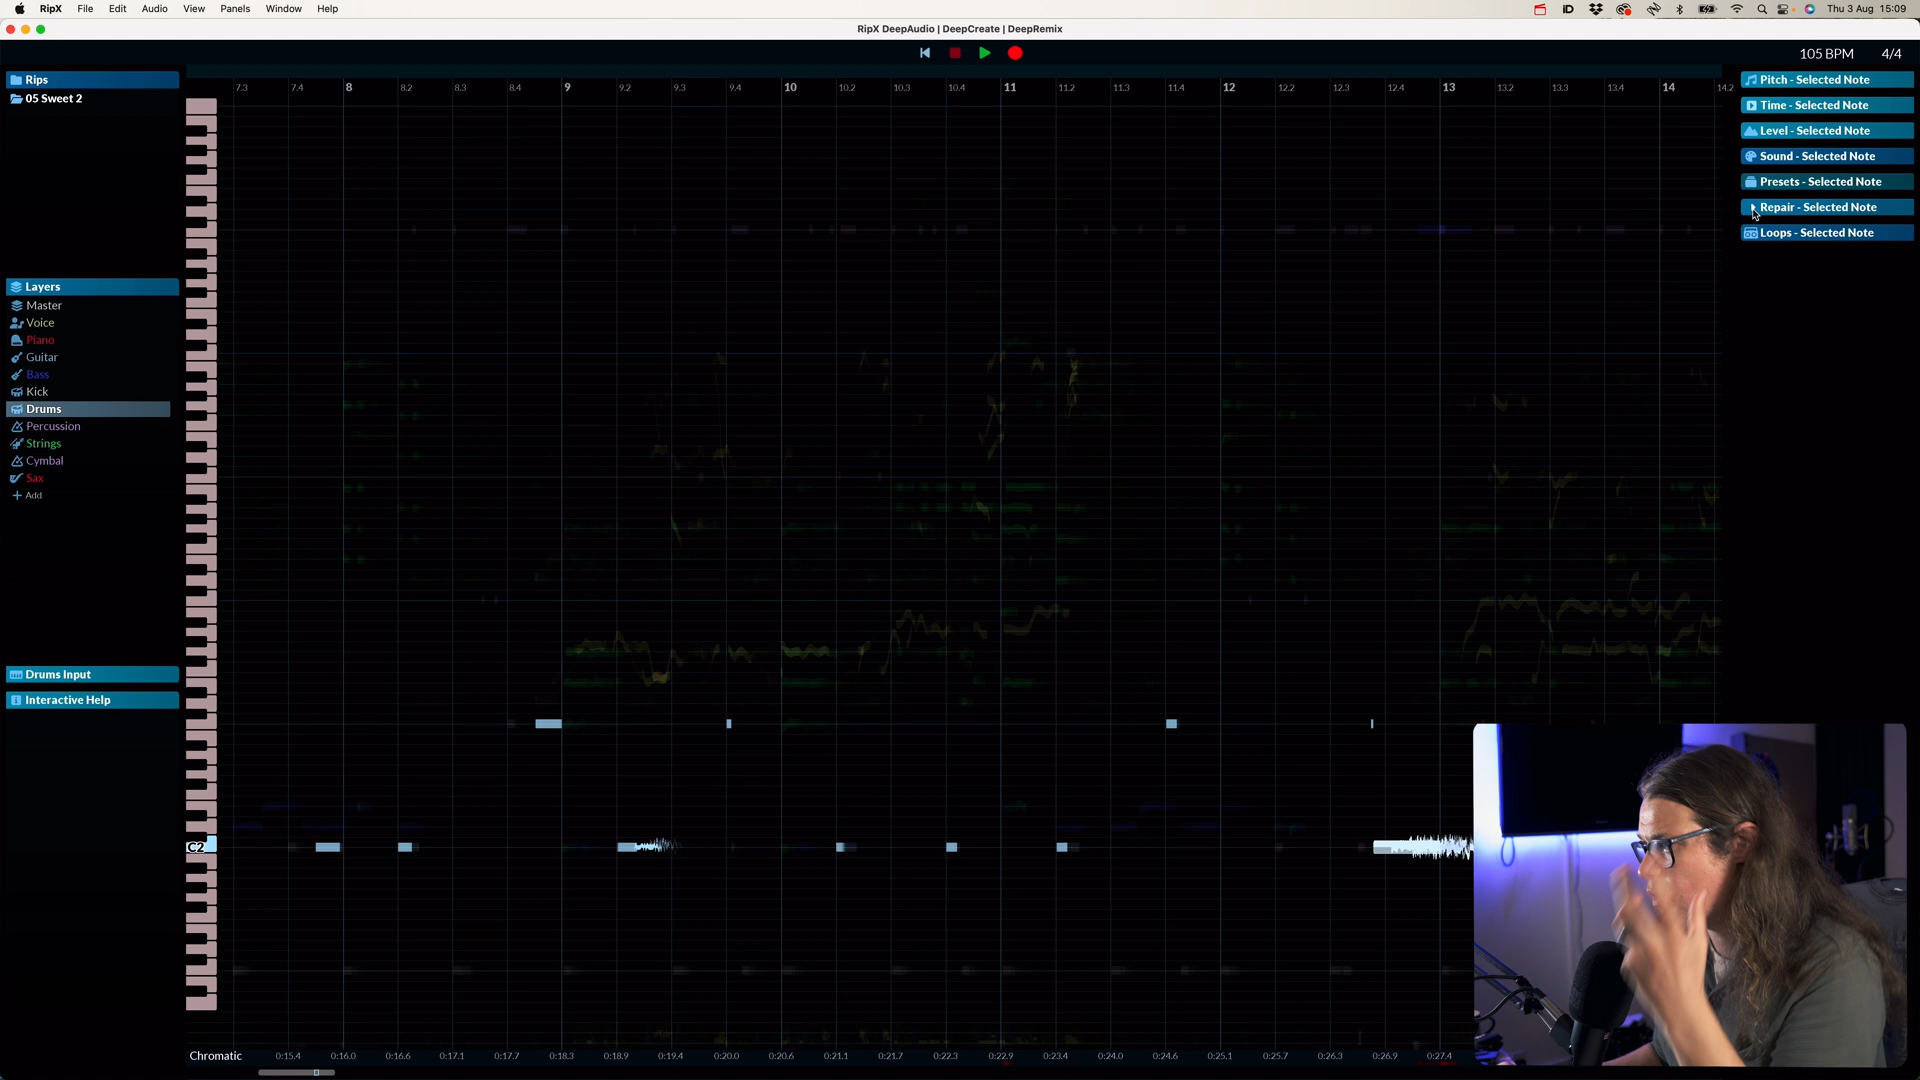 RipX File Edit Audio View Panels Window Help
Thu 3 Aug 15:09
RipX DeepAudio | DeepCreate | DeepRemix
105 BPM 4/4
Rips
05 Sweet 2
7.3 7.4 8 8.2 8.3 8.4 9 9.2 9.3 9.4 10 10.2 10.3 10.4 11 11.2 11.3 11.4 12 12.2 12.3 12.4 13 13.2 13.3 13.4 14 14.2
Pitch - Selected Note
Time - Selected Note
Level - Selected Note
Sound - Selected Note
Presets - Selected Note
Repair - Selected Note
Loops - Selected Note
Layers
Master
Voice
Piano
Guitar
Bass
Kick
Drums
Percussion
Strings
Cymbal
Sax
+ Add
Drums Input
Interactive Help
C2
Chromatic 0:15.4 0:16.0 0:16.6 0:17.1 0:17.7 0:18.3 0:18.9 0:19.4 0:20.0 0:20.6 0:21.1 0:21.7 0:22.3 0:22.9 0:23.4 0:24.0 0:24.6 0:25.1 0:25.7 0:26.3 0:26.9 0:27.4